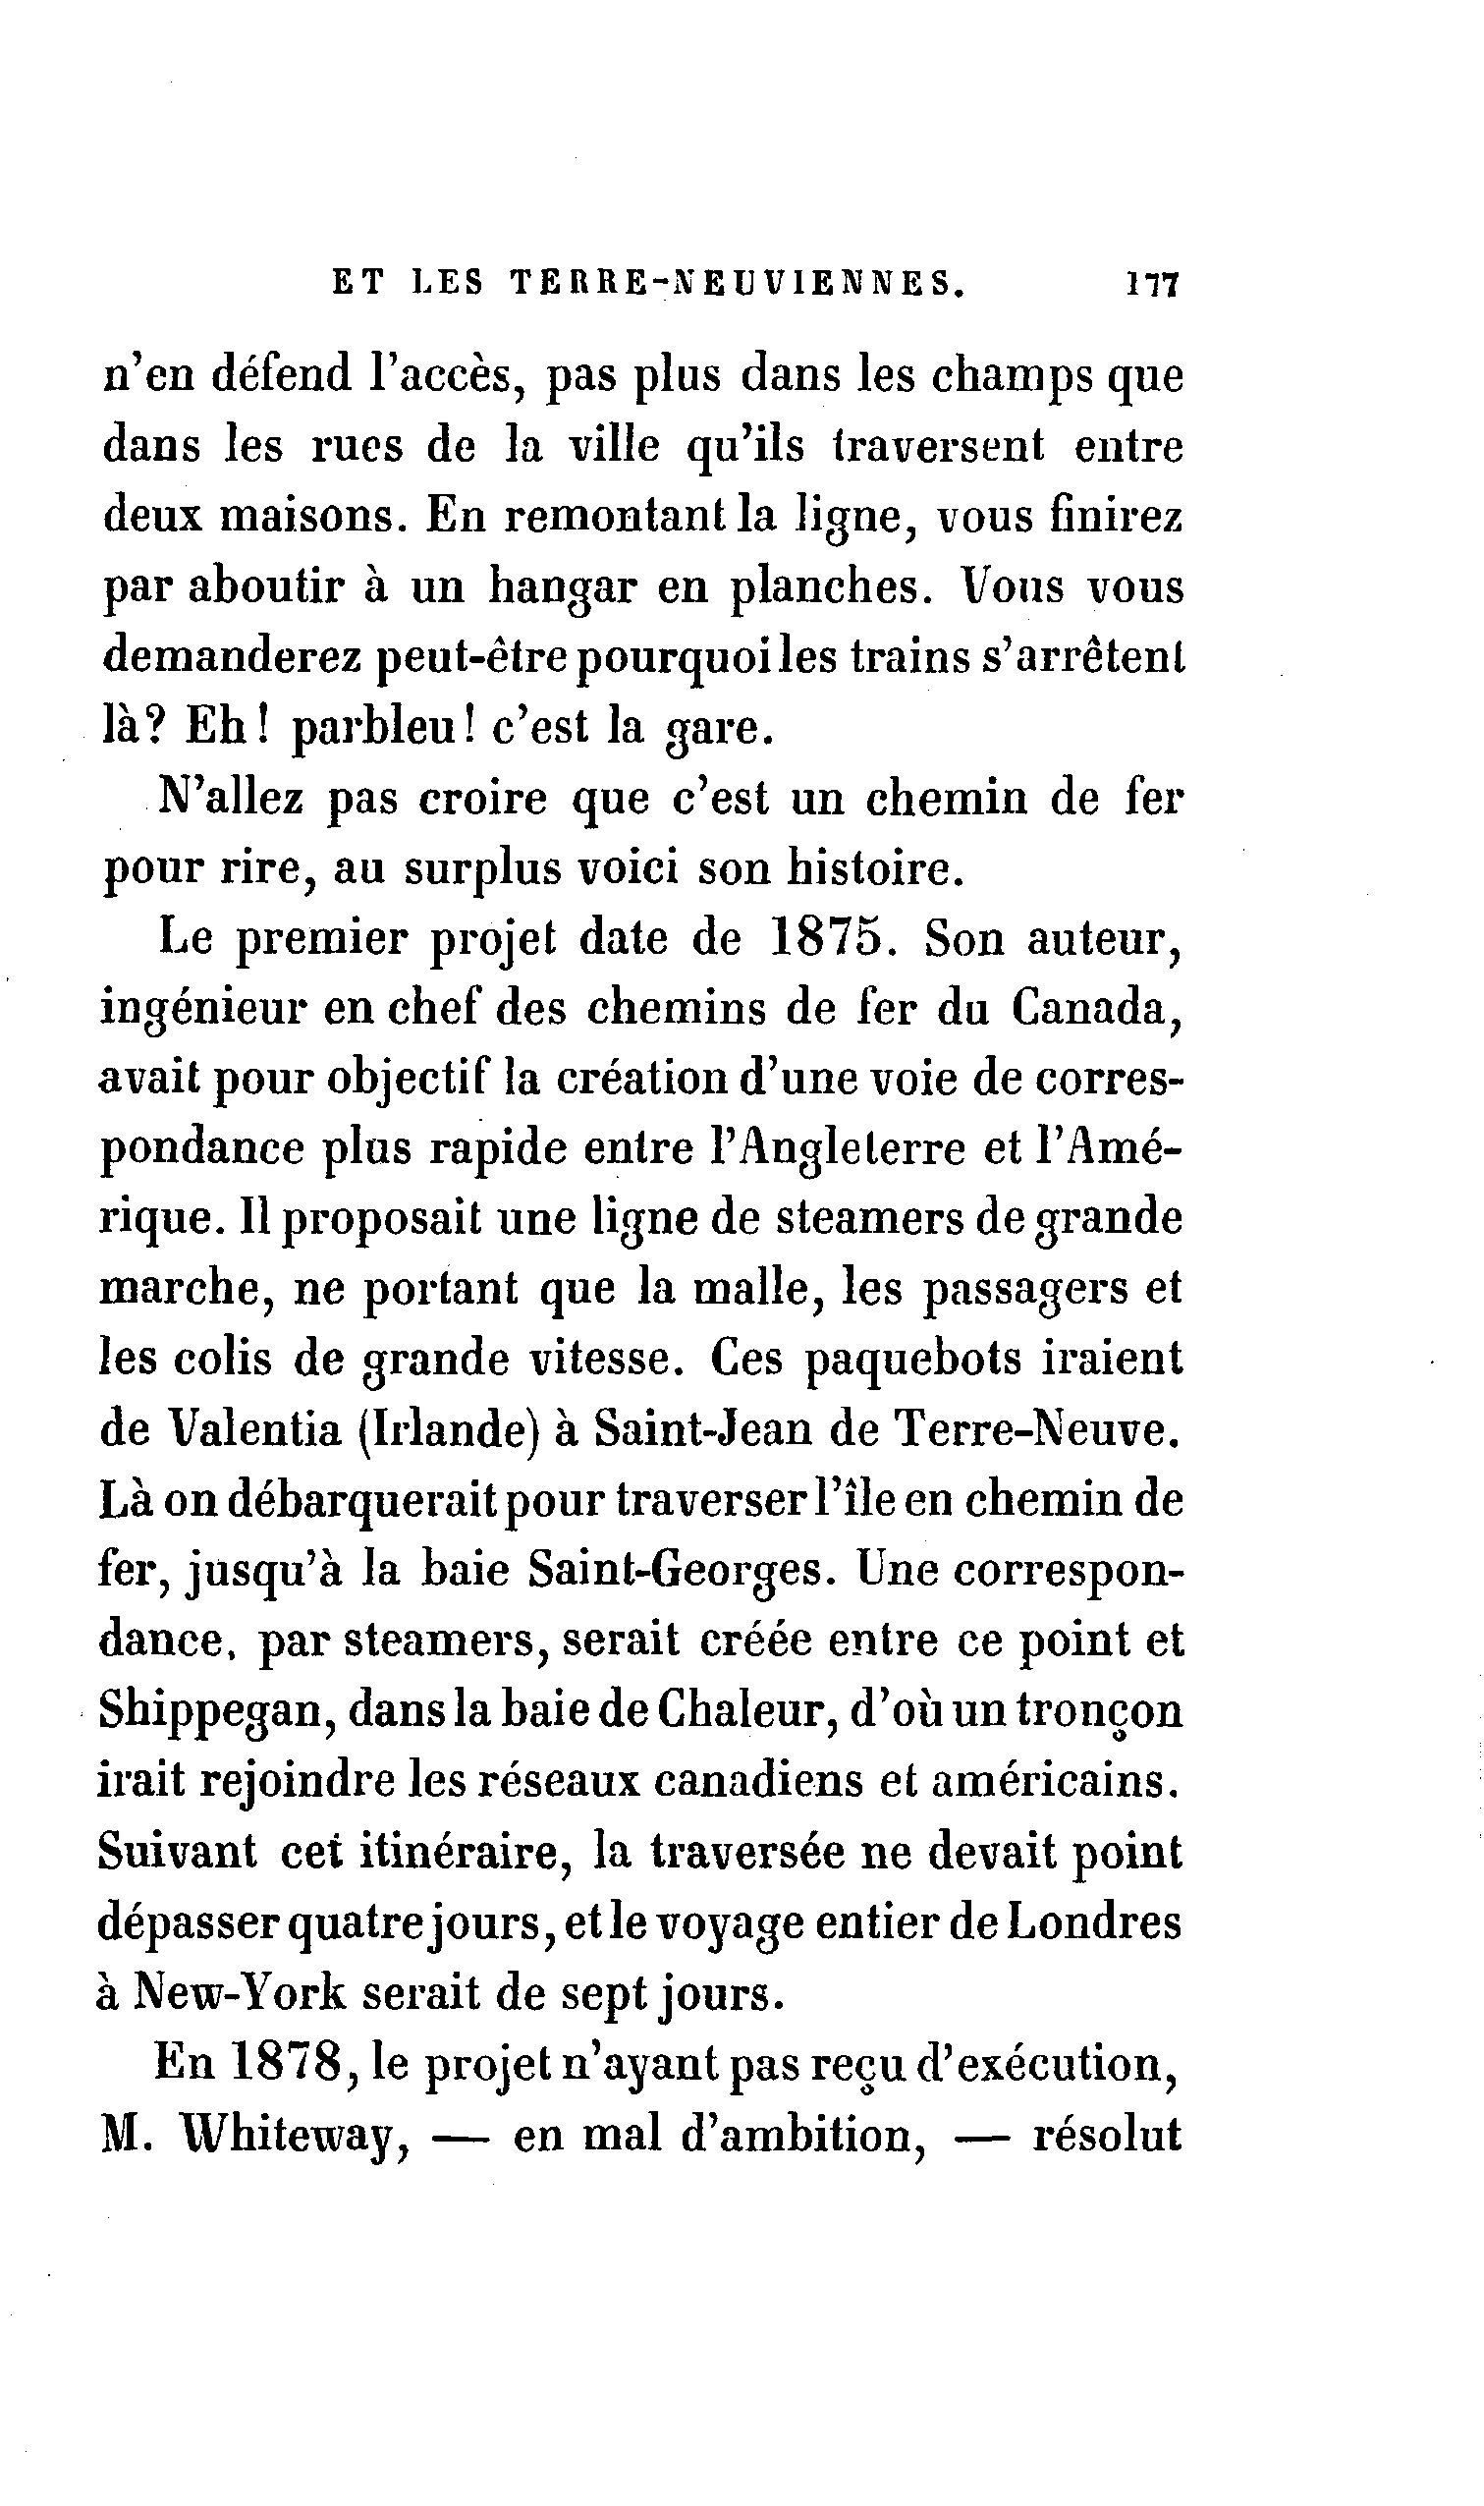 ET LES TERRE-NEUVIENNES. 177
n'en défend l'accès, pas plus dans les champs que
dans les rues de la ville qu'ils traversent entre
deux maisons. En remontant la ligne, vous finirez
par aboutir à un hangar en planches. Vous vous
demanderez peut-être pourquoi les trains s'arrêtent
là? Eh! parbleu! c'est la gare.
N'allez pas croire que c'est un chemin de fer
pour rire, au surplus voici son histoire.
Le premier projet date de 1875. Son auteur,
ingénieur en chef des chemins de fer du Canada,
avait pour objectif la création d'une voie de corres-
pondance plus rapide entre l'Angleterre et l'Amé-
rique. Il proposait une ligne de steamers de grande
marche, ne portant que la malle, les passagers et
les colis de grande vitesse. Ces paquebots iraient
de Valentia (Irlande) à Saint-Jean de Terre-Neuve.
Là on débarquerait pour traverser l'île en chemin de
fer, jusqu'à la baie Saint-Georges. Une correspon-
dance, par steamers, serait créée entre ce point et
Shippegan, dans la baie de Chaleur, d'où un tronçon
irait rejoindre les réseaux canadiens et américains.
Suivant cet itinéraire, la traversée ne devait point
dépasser quatre jours, et le voyage entier de Londres
à New-York serait de sept jours.
En 1878, le projet n'ayant pas reçu d'exécution,
M. Whiteway, — en mal d'ambition, — résolut